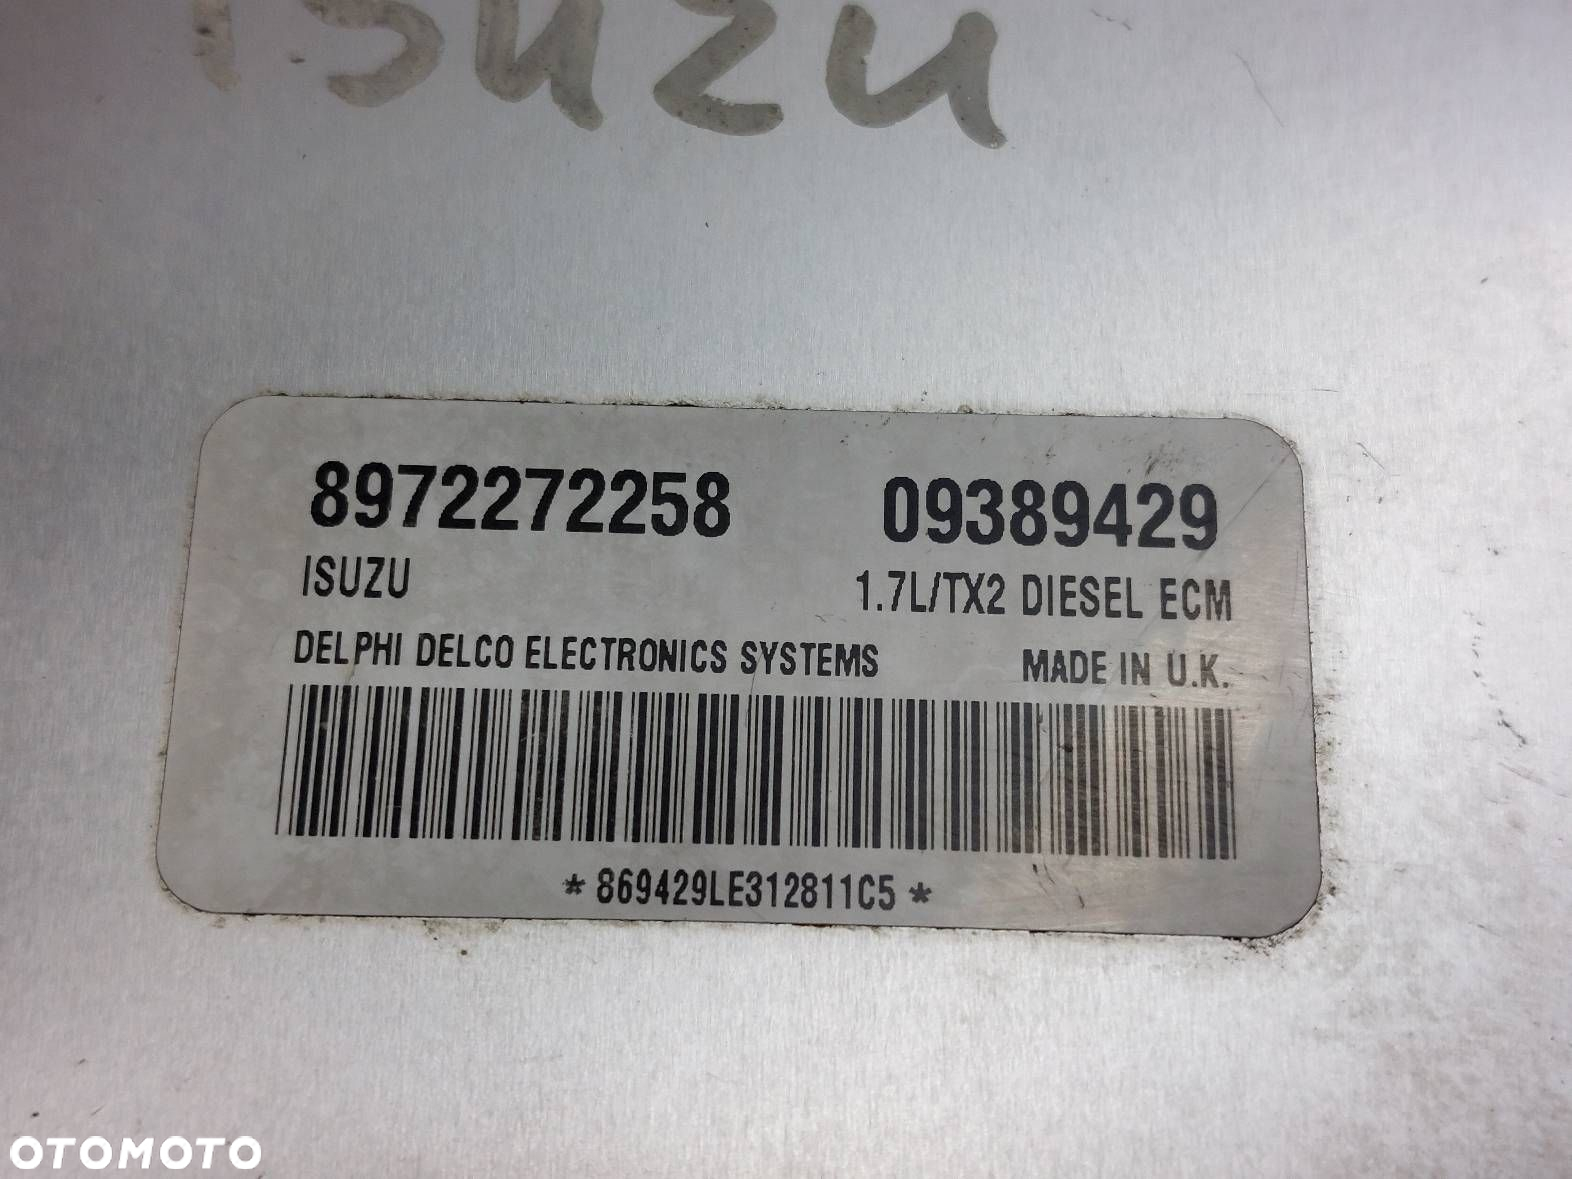 ISUZU
8972272258 09389429
ISUZU 1.7L/TX2 DIESEL ECM
DELPHI DELCO ELECTRONICS SYSTEMS MADE IN U.K.
*869429LE312811C5*
OTOMOTO